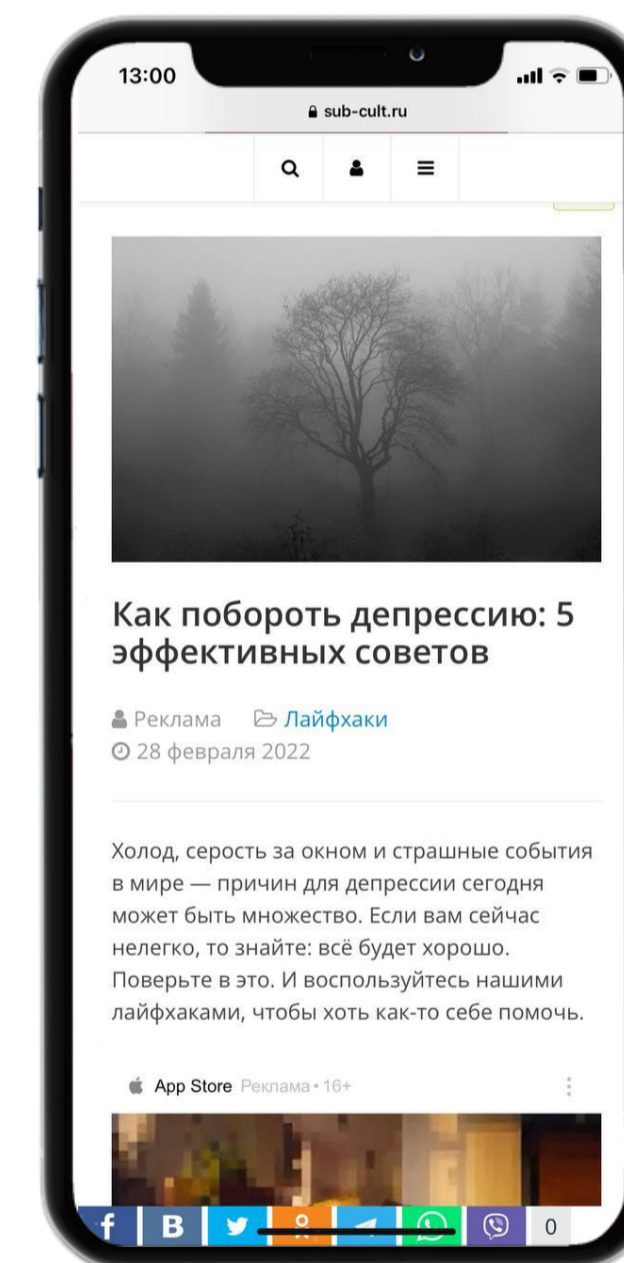 13:00
sub-cult.ru
Как побороть депрессию: 5
эффективных советов
Реклама Лайфхаки
28 февраля 2022
Холод, серость за окном и страшные события
в мире — причин для депрессии сегодня
может быть множество. Если вам сейчас
нелегко, то знайте: всё будет хорошо.
Поверьте в это. И воспользуйтесь нашими
лайфхаками, чтобы хоть как-то себе помочь.
App Store Реклама • 16+
0